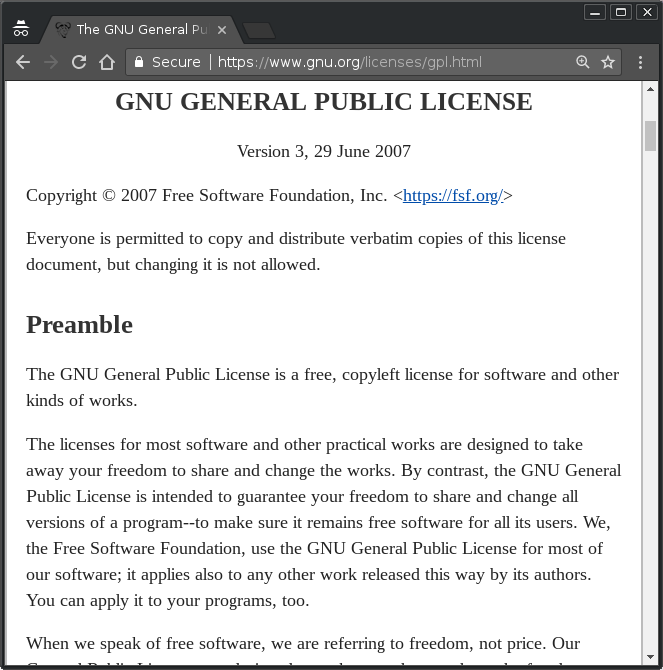 The GNU General Pu
Secure | https://www.gnu.org/licenses/gpl.html
GNU GENERAL PUBLIC LICENSE
Version 3, 29 June 2007
Copyright © 2007 Free Software Foundation, Inc. <https://fsf.org/>
Everyone is permitted to copy and distribute verbatim copies of this license
document, but changing it is not allowed.
Preamble
The GNU General Public License is a free, copyleft license for software and other
kinds of works.
The licenses for most software and other practical works are designed to take
away your freedom to share and change the works. By contrast, the GNU General
Public License is intended to guarantee your freedom to share and change all
versions of a program--to make sure it remains free software for all its users. We,
the Free Software Foundation, use the GNU General Public License for most of
our software; it applies also to any other work released this way by its authors.
You can apply it to your programs, too.
When we speak of free software, we are referring to freedom, not price. Our